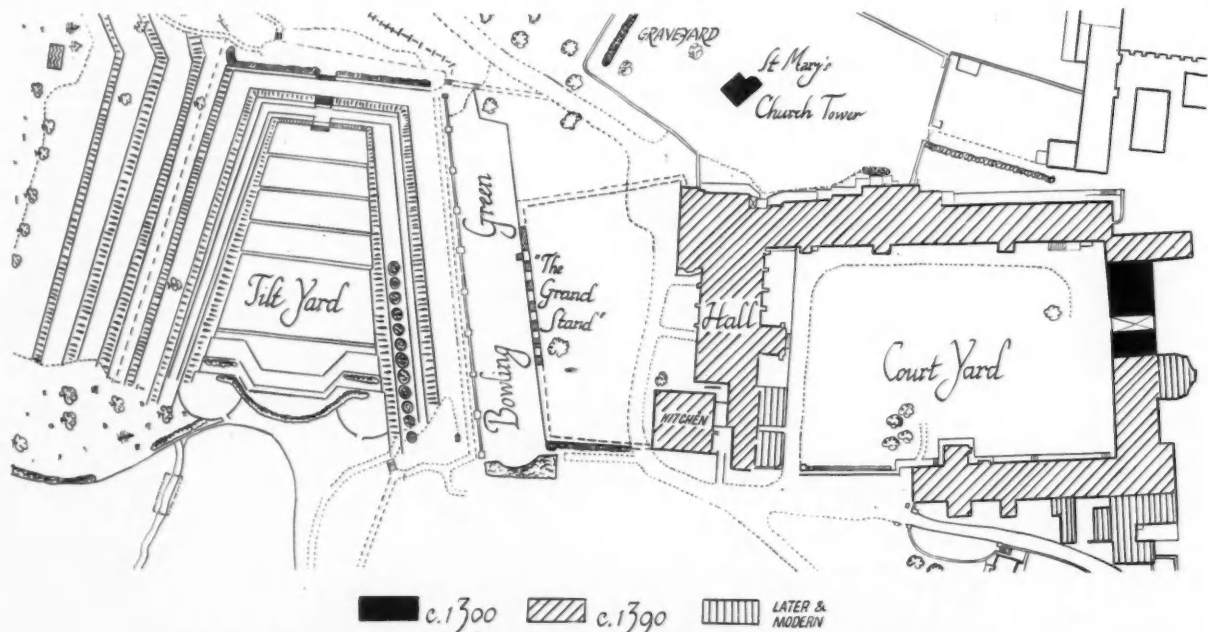 GRAVEYARD
St Mary's
Church Tower
Tilt Yard
Bowling Green
"The
Grand
Stand"
Hall
KITCHEN
Court Yard
c.1300
c.1390
LATER &
MODERN